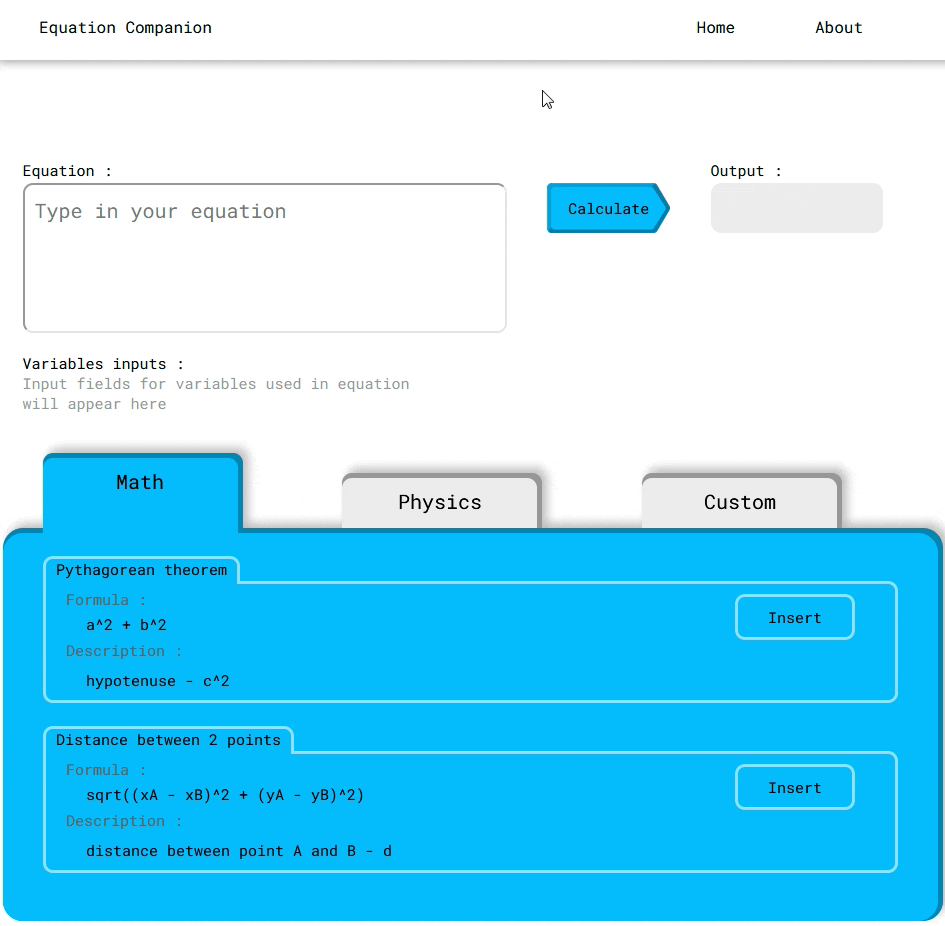 Equation Companion Home About
Equation : Output :
Type in your equation
Calculate
Variables inputs :
Input fields for variables used in equation
will appear here
Math Physics Custom
Pythagorean theorem
Formula :
a^2 + b^2
Insert
Description :
hypotenuse - c^2
Distance between 2 points
Formula :
sqrt((xA - xB)^2 + (yA - yB)^2)
Insert
Description :
distance between point A and B - d